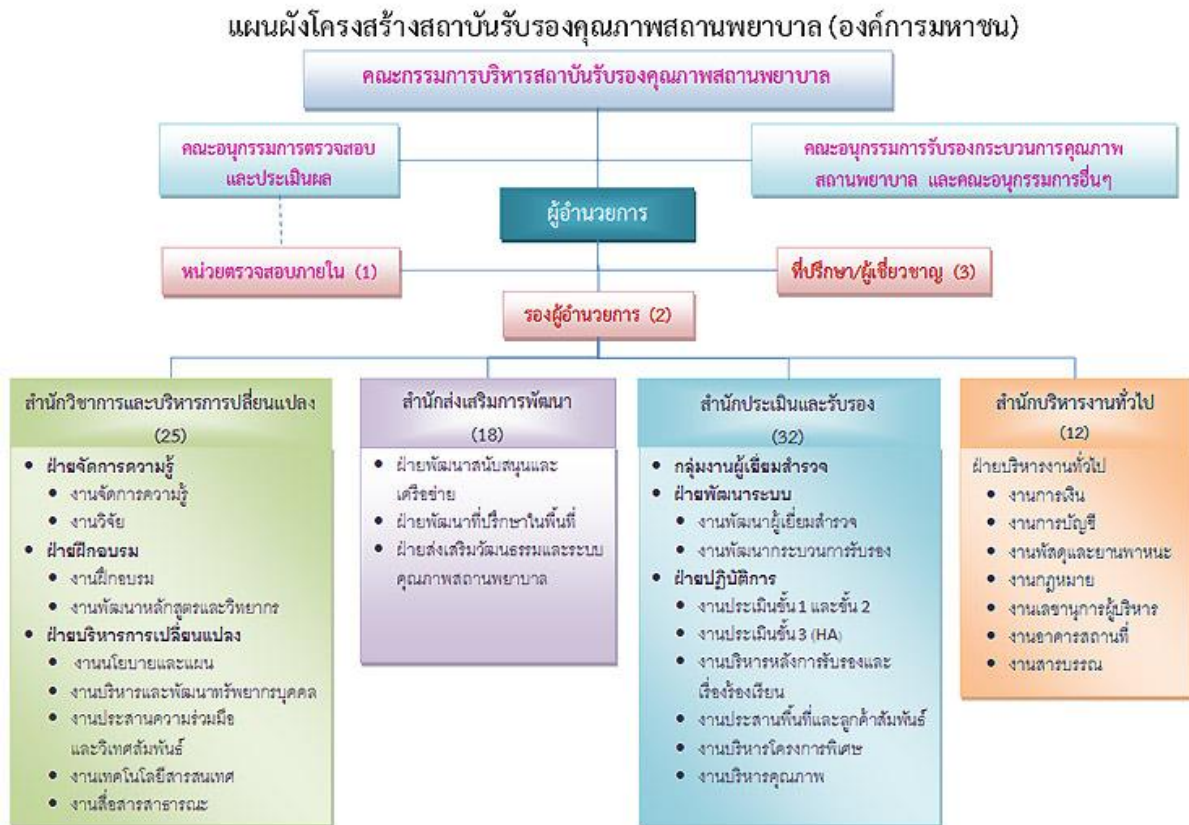 แผนผังโครงสร้างสถาบันรับรองคุณภาพสถานพยาบาล (องค์การมหาชน)
คณะกรรมการบริหารสถาบันรับรองคุณภาพสถานพยาบาล
คณะอนุกรรมการตรวจสอบ
และประเมินผล
คณะอนุกรรมการรับรองกระบวนการคุณภาพ
สถานพยาบาล และคณะอนุกรรมการอื่นๆ
ผู้อำนวยการ
หน่วยตรวจสอบภายใน (1)
ที่ปรึกษา/ผู้เชี่ยวชาญ (3)
รองผู้อำนวยการ (2)
สำนักวิชาการและบริหารการปลี่ยนแปลง
(25)
• ฝ่ายจัดการความรู้
• งานจัดการความรู้
• งานวิจัย
• ฝ่ายฝึกอบรม
• งานฝึกอบรม
• งานพัฒนาหลักสูตรและวิทยากร
• ฝ่ายบริหารการเปลี่ยนแปลง
• งานนโยบายและแผน
• งานบริหารและพัฒนาทรัพยากรบุคคล
• งานประสานความร่วมมือ
และวิเทศสัมพันธ์
• งานเทคโนโลยีสารสนเทศ
• งานสื่อสารสาธารณะ
สำนักส่งเสริมการพัฒนา
(18)
• ฝ่ายพัฒนาสนับสนุนและ
เครือข่าย
• ฝ่ายพัฒนาที่ปรึกษาในพื้นที่
• ฝ่ายส่งเสริมวัฒนธรรมและระบบ
คุณภาพสถานพยาบาล
สำนักประเมินและรับรอง
(32)
• กลุ่มงานผู้เยี่ยมสำรวจ
• ฝ่ายพัฒนาระบบ
• งานพัฒนาผู้เยี่ยมสำรวจ
• งานพัฒนากระบวนการรับรอง
• ฝ่ายปฏิบัติการ
• งานประเมินขั้น 1 และขั้น 2
• งานประเมินขั้น 3 (HA)
• งานบริหารหลังการรับรองและ
เรื่องร้องเรียน
• งานประสานพื้นที่และลูกค้าสัมพันธ์
• งานบริหารโครงการพิเศษ
• งานบริหารคุณภาพ
สำนักบริหารงานทั่วไป
(12)
ฝ่ายบริหารงานทั่วไป
• งานการเงิน
• งานการบัญชี
• งานพัสดุและยานพาหนะ
• งานกฎหมาย
• งานเลขานุการผู้บริหาร
• งานอาคารสถานที่
• งานสารบรรณ